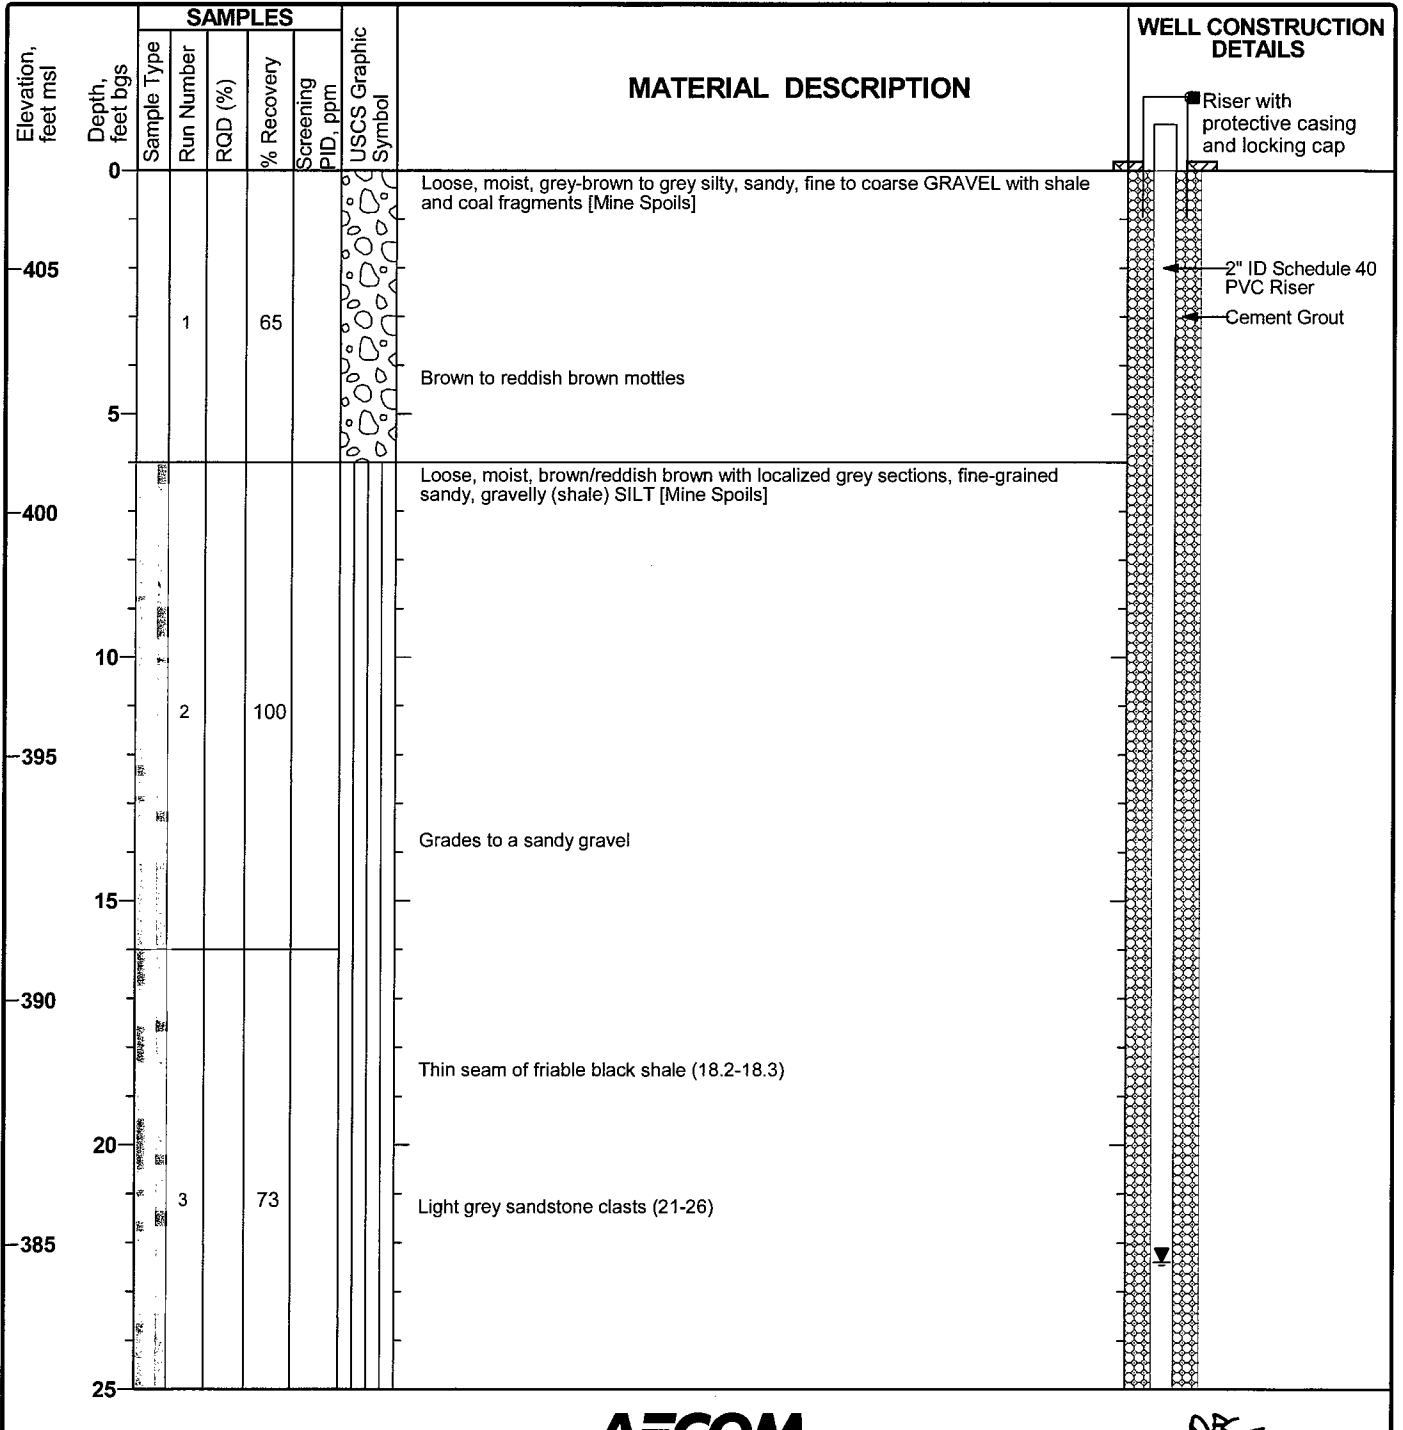 SAMPLES
Elevation,
feet msl
Depth,
feet bgs
Sample Type
Run Number
RQD (%)
% Recovery
Screening
PID, ppm
USCS Graphic
Symbol
MATERIAL DESCRIPTION
WELL CONSTRUCTION
DETAILS
Riser with
protective casing
and locking cap
0
Loose, moist, grey-brown to grey silty, sandy, fine to coarse GRAVEL with shale
and coal fragments [Mine Spoils]
405
2" ID Schedule 40
PVC Riser
1
65
Cement Grout
Brown to reddish brown mottles
5
Loose, moist, brown/reddish brown with localized grey sections, fine-grained
sandy, gravelly (shale) SILT [Mine Spoils]
400
10
2
100
395
Grades to a sandy gravel
15
390
Thin seam of friable black shale (18.2-18.3)
20
3
73
Light grey sandstone clasts (21-26)
385
25
AECOM